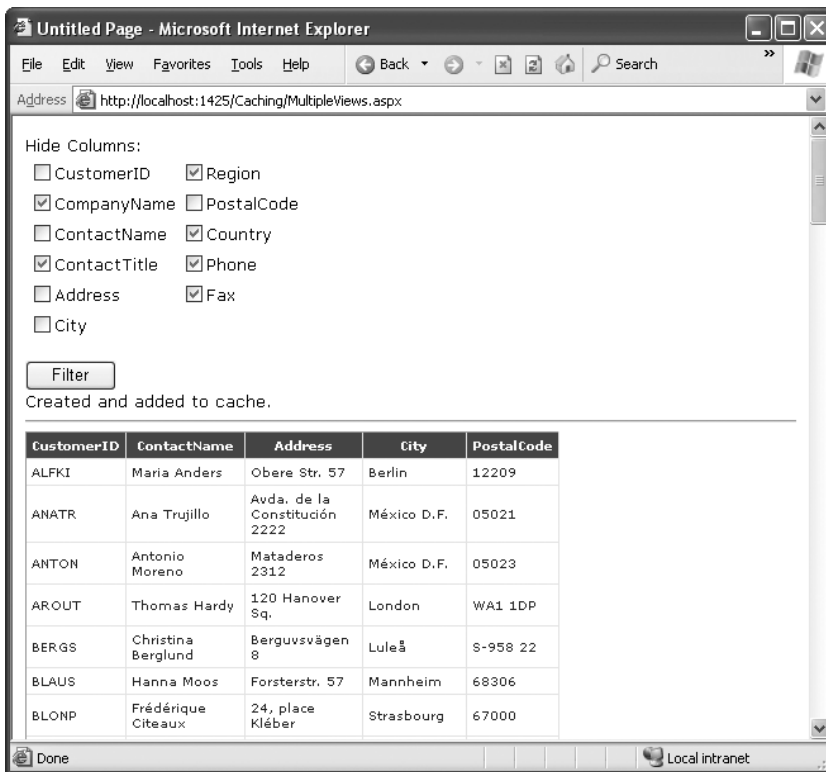 Untitled Page - Microsoft Internet Explorer
File Edit View Favorites Tools Help Back Search »
Address http://localhost:1425/Caching/MultipleViews.aspx
Hide Columns:
CustomerID Region
CompanyName PostalCode
ContactName Country
ContactTitle Phone
Address Fax
City
Filter
Created and added to cache.
CustomerID ContactName Address City PostalCode
ALFKI Maria Anders Obere Str. 57 Berlin 12209
ANATR Ana Trujillo Avda. de la Constitución 2222 México D.F. 05021
ANTON Antonio Moreno Mataderos 2312 México D.F. 05023
AROUT Thomas Hardy 120 Hanover Sq. London WA1 1DP
BERGS Christina Berglund Berguvsvägen 8 Luleå S-958 22
BLAUS Hanna Moos Forsterstr. 57 Mannheim 68306
BLONP Frédérique Citeaux 24, place Kléber Strasbourg 67000
Done Local intranet